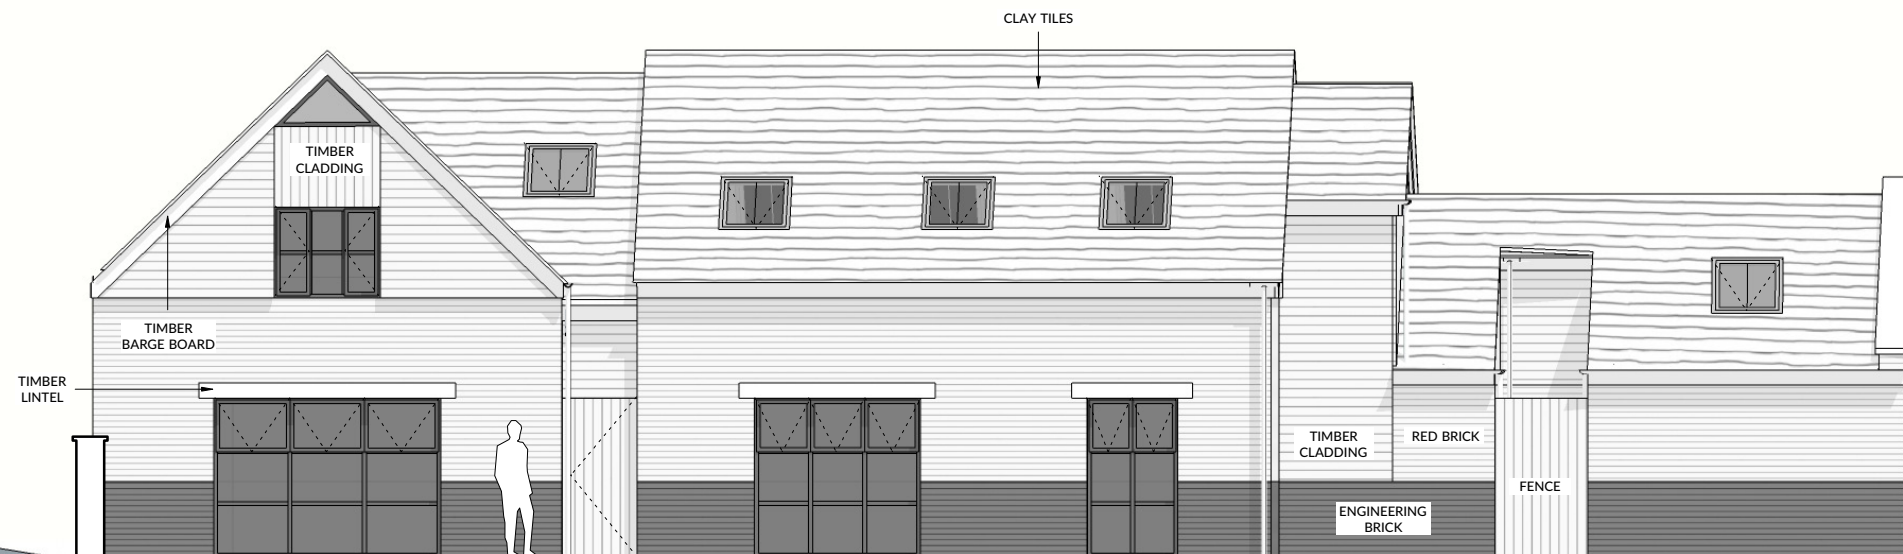 CLAY TILES
TIMBER
CLADDING
TIMBER
BARGE BOARD
TIMBER
LINTEL
TIMBER
CLADDING
RED BRICK
FENCE
ENGINEERING
BRICK